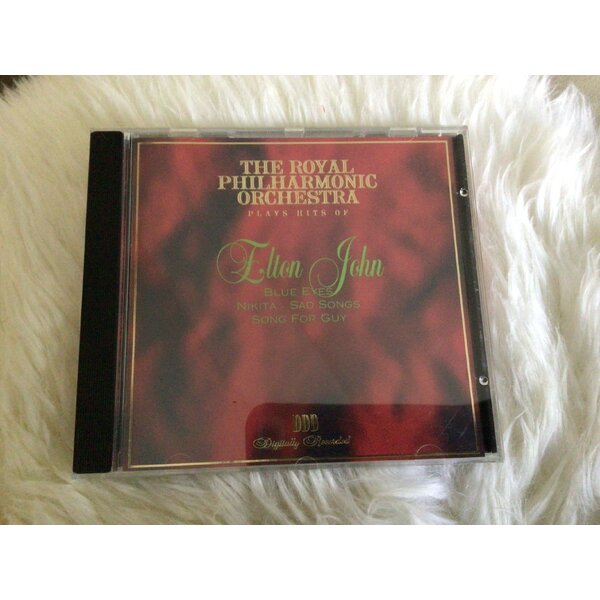 THE ROYAL
PHILHARMONIC
ORCHESTRA
PLAYS HITS OF
Elton John
BLUE EYES
NIKITA - SAD SONGS
SONG FOR GUY
DDD
Digitally Recorded